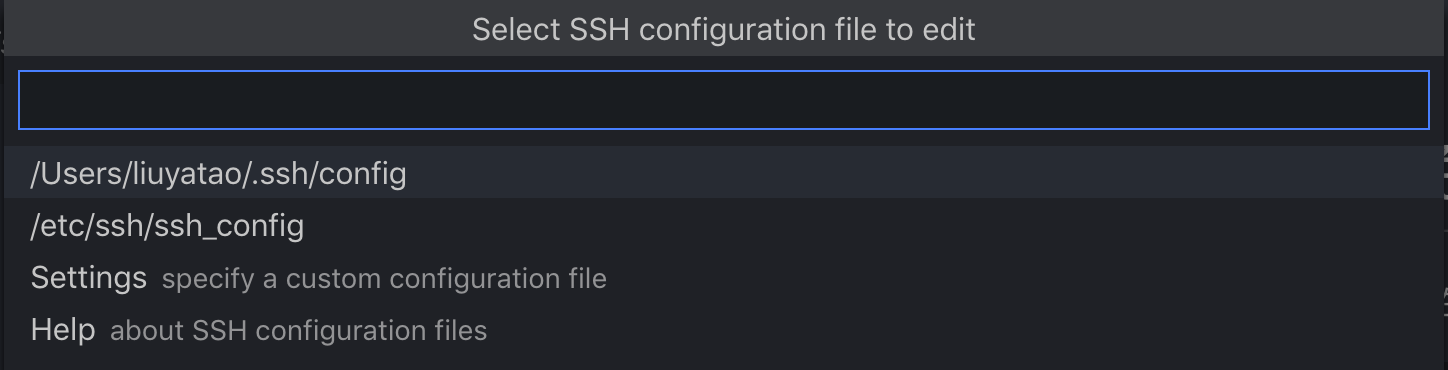 Select SSH configuration file to edit
/Users/liuyatao/.ssh/config
/etc/ssh/ssh_config
Settings specify a custom configuration file
Help about SSH configuration files